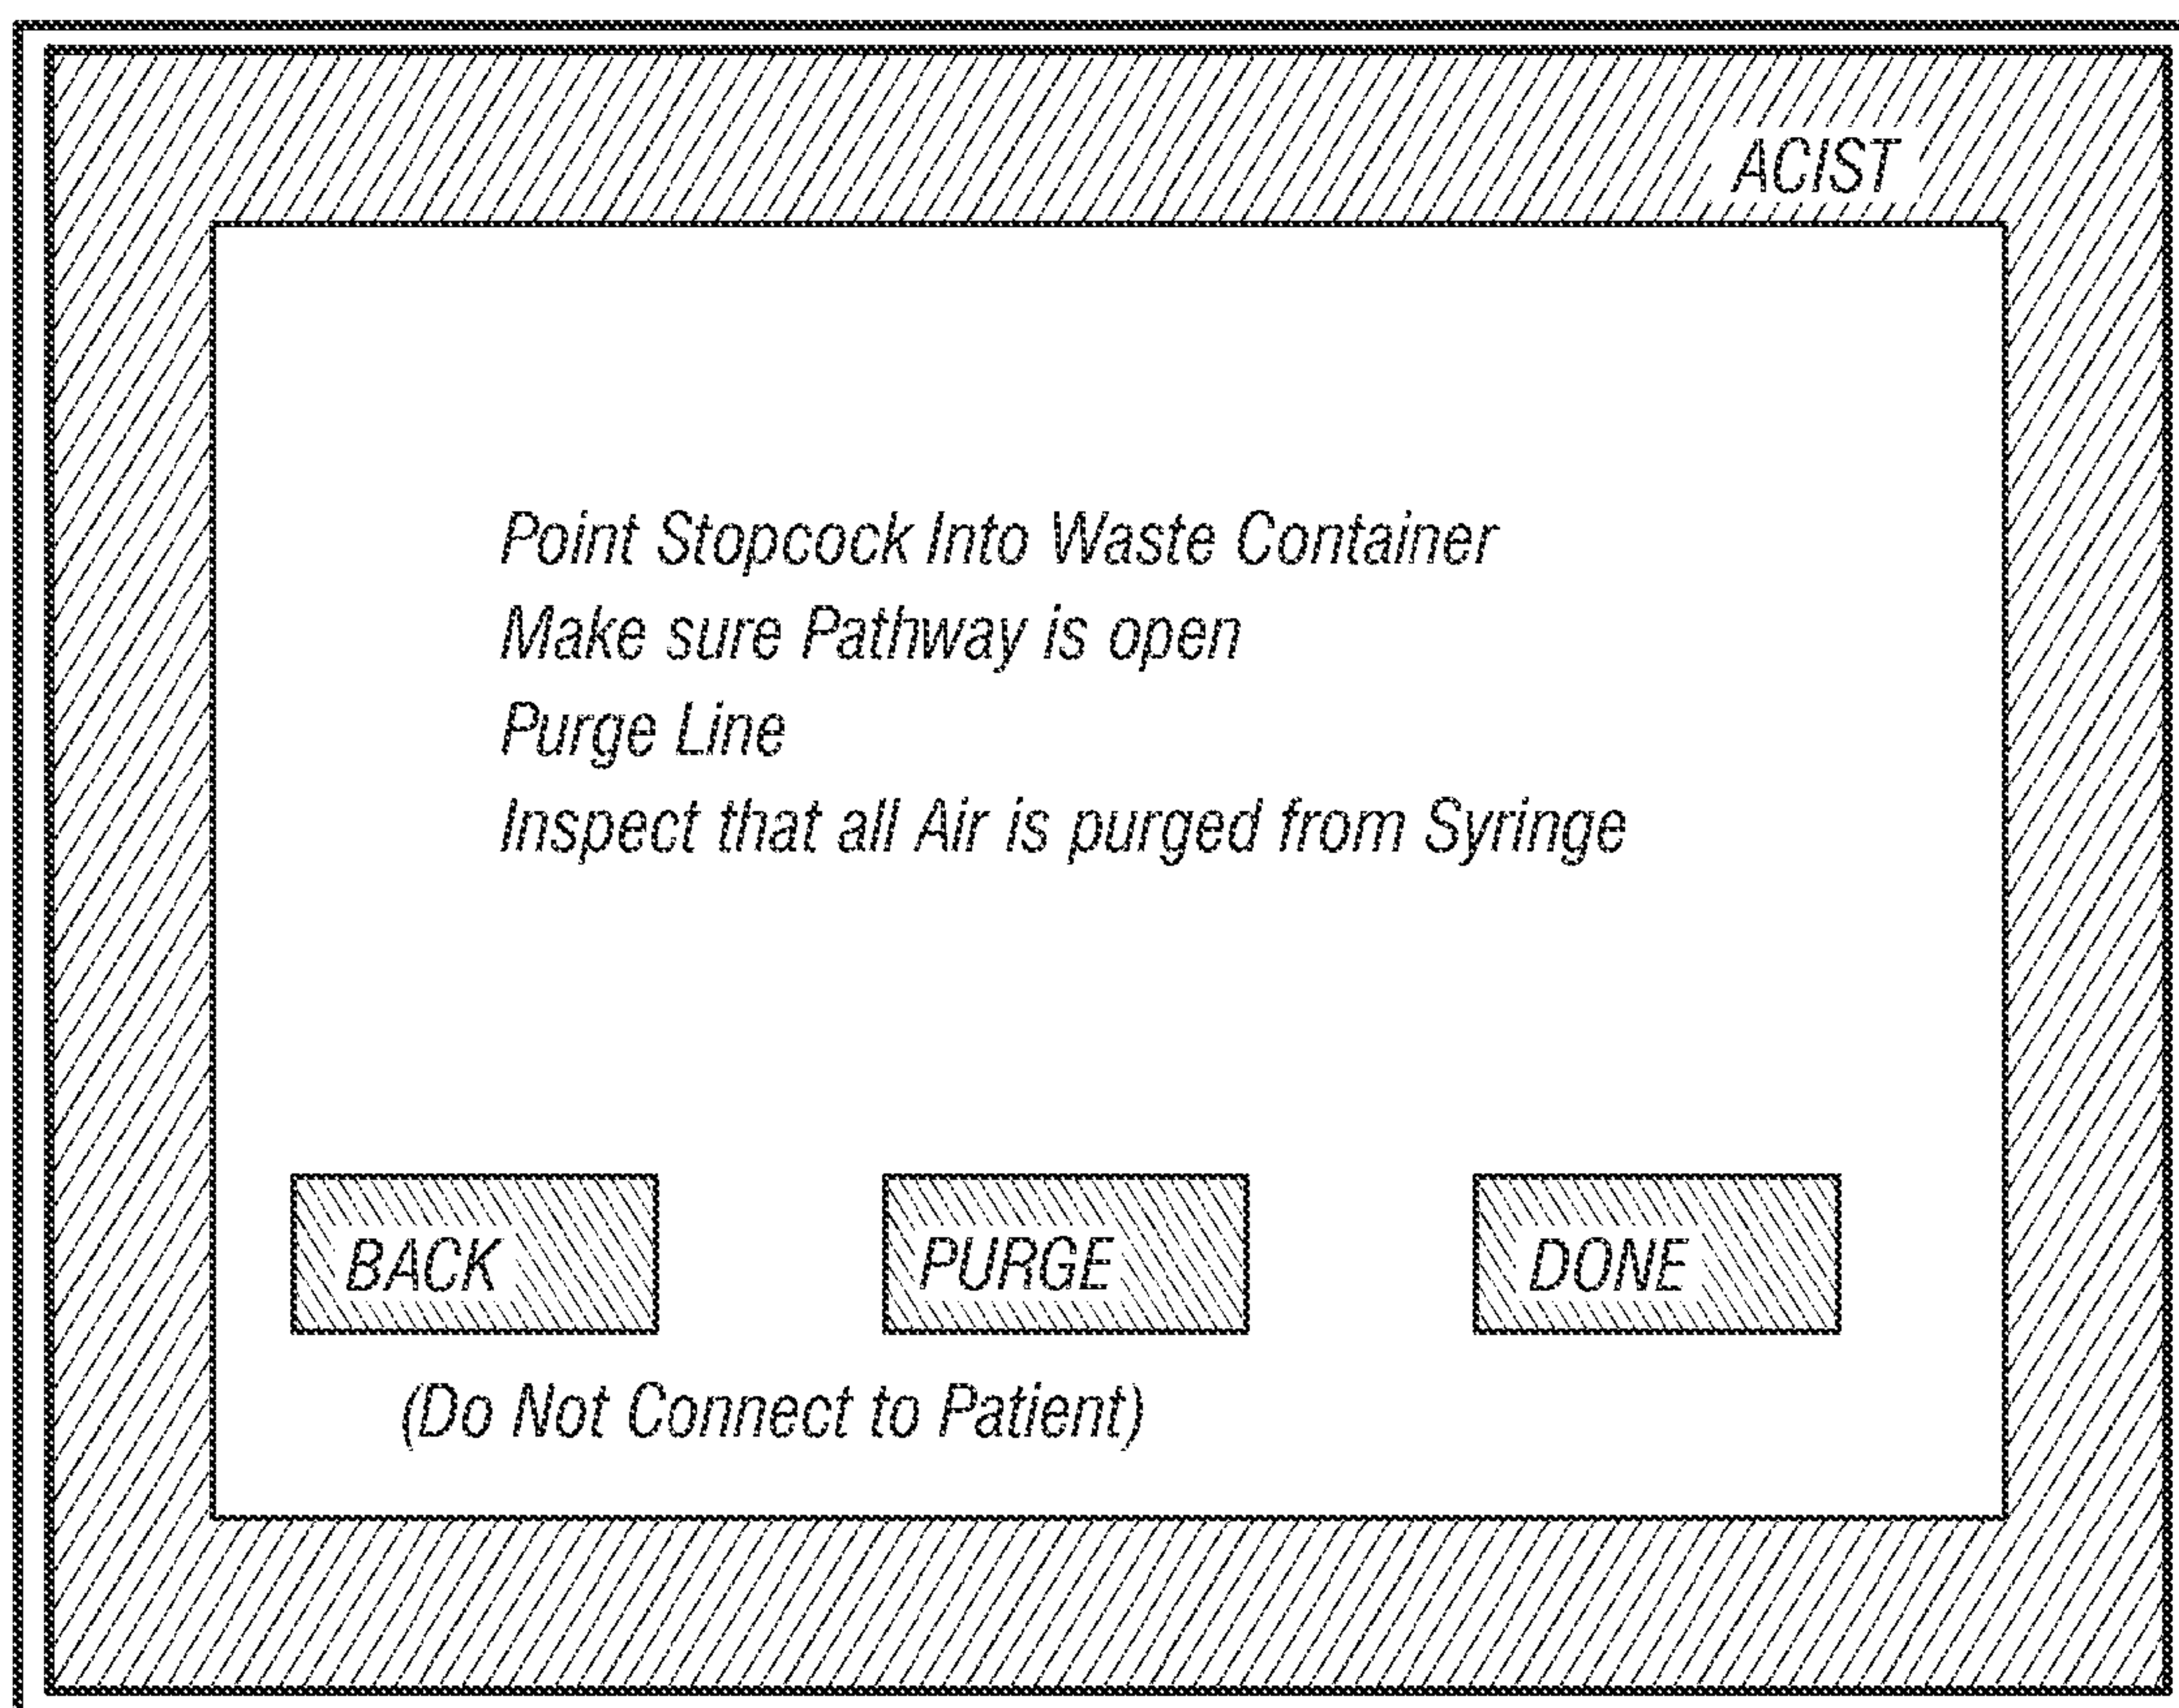 ACIST
Point Stopcock Into Waste Container
Make sure Pathway is open
Purge Line
Inspect that all Air is purged from Syringe
BACK PURGE DONE
(Do Not Connect to Patient)